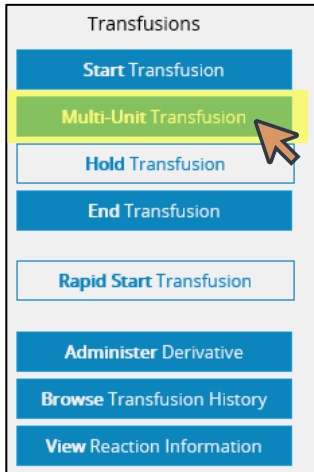 Transfusions
Start Transfusion
Multi-Unit Transfusion
Hold Transfusion
End Transfusion
Rapid Start Transfusion
Administer Derivative
Browse Transfusion History
View Reaction Information